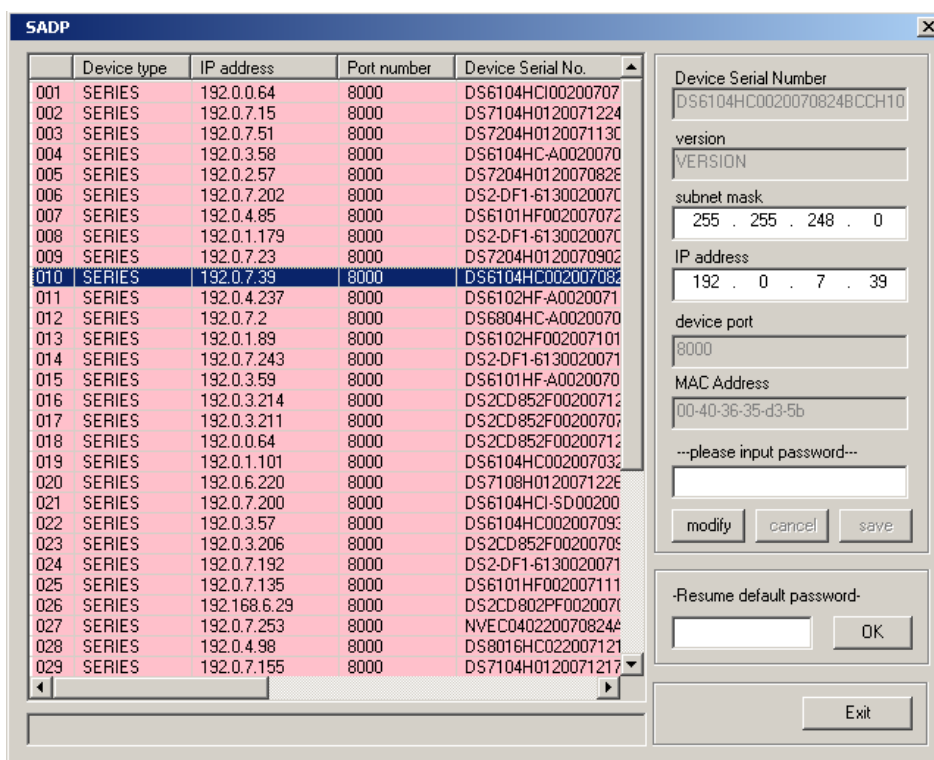 SADP
Device type IP address Port number Device Serial No.
001 SERIES 192.0.0.64 8000 DS6104HCI00200707
002 SERIES 192.0.7.15 8000 DS7104H0120071224
003 SERIES 192.0.7.51 8000 DS7204H012007113
004 SERIES 192.0.3.58 8000 DS6104HC-A0020070
005 SERIES 192.0.2.57 8000 DS7204H0120070828
006 SERIES 192.0.7.202 8000 DS2-DF1-613002007
007 SERIES 192.0.4.85 8000 DS6101HF002007072
008 SERIES 192.0.1.179 8000 DS2-DF1-613002007
009 SERIES 192.0.7.23 8000 DS7204H0120070902
010 SERIES 192.0.7.39 8000 DS6104HC002007082
011 SERIES 192.0.4.237 8000 DS6102HF-A0020071
012 SERIES 192.0.7.2 8000 DS6804HC-A0020070
013 SERIES 192.0.1.89 8000 DS6102HF002007101
014 SERIES 192.0.7.243 8000 DS2-DF1-6130020071
015 SERIES 192.0.3.59 8000 DS6101HF-A0020070
016 SERIES 192.0.3.214 8000 DS2CD852F00200712
017 SERIES 192.0.3.211 8000 DS2CD852F00200707
018 SERIES 192.0.0.64 8000 DS2CD852F00200712
019 SERIES 192.0.1.101 8000 DS6104HC002007032
020 SERIES 192.0.6.220 8000 DS7108H012007122
021 SERIES 192.0.7.200 8000 DS6104HCI-SD00200
022 SERIES 192.0.3.57 8000 DS6104HC002007093
023 SERIES 192.0.3.206 8000 DS2CD852F0020070
024 SERIES 192.0.7.192 8000 DS2-DF1-6130020071
025 SERIES 192.0.7.135 8000 DS6101HF002007111
026 SERIES 192.168.6.29 8000 DS2CD802PF002007
027 SERIES 192.0.7.253 8000 NVEC040220070824
028 SERIES 192.0.4.98 8000 DS8016HC022007121
029 SERIES 192.0.7.155 8000 DS7104H0120071217
Device Serial Number
DS6104HC0020070824BCCH10
version
VERSION
subnet mask
255 . 255 . 248 . 0
IP address
192 . 0 . 7 . 39
device port
8000
MAC Address
00-40-36-35-d3-5b
---please input password---
modify cancel save
-Resume default password-
OK
Exit